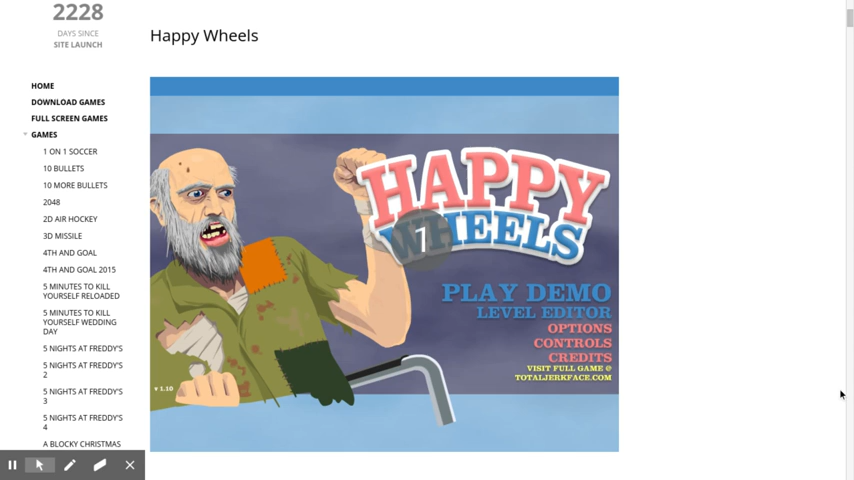 2228
DAYS SINCE
SITE LAUNCH
HOME
DOWNLOAD GAMES
FULL SCREEN GAMES
GAMES
1 ON 1 SOCCER
10 BULLETS
10 MORE BULLETS
2048
2D AIR HOCKEY
3D MISSILE
4TH AND GOAL
4TH AND GOAL 2015
5 MINUTES TO KILL
YOURSELF RELOADED
5 MINUTES TO KILL
YOURSELF WEDDING
DAY
5 NIGHTS AT FREDDY'S
5 NIGHTS AT FREDDY'S
2
5 NIGHTS AT FREDDY'S
3
5 NIGHTS AT FREDDY'S
4
A BLOCKY CHRISTMAS
Happy Wheels
HAPPY
WHEELS
1
PLAY DEMO
LEVEL EDITOR
OPTIONS
CONTROLS
CREDITS
VISIT FULL GAME @
TOTALJERKFACE.COM
v 1.10